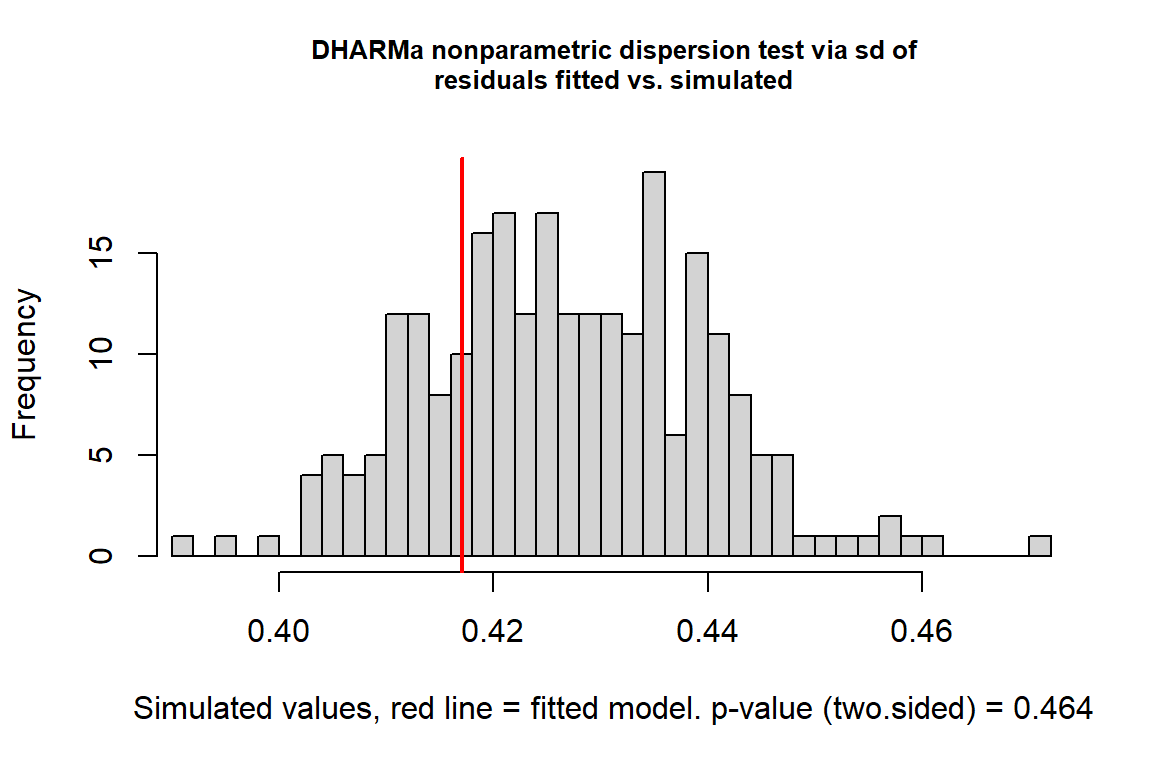 DHARMa nonparametric dispersion test via sd of
residuals fitted vs. simulated
Frequency
15
10
5
0
0.40 0.42 0.44 0.46
Simulated values, red line = fitted model. p-value (two.sided) = 0.464